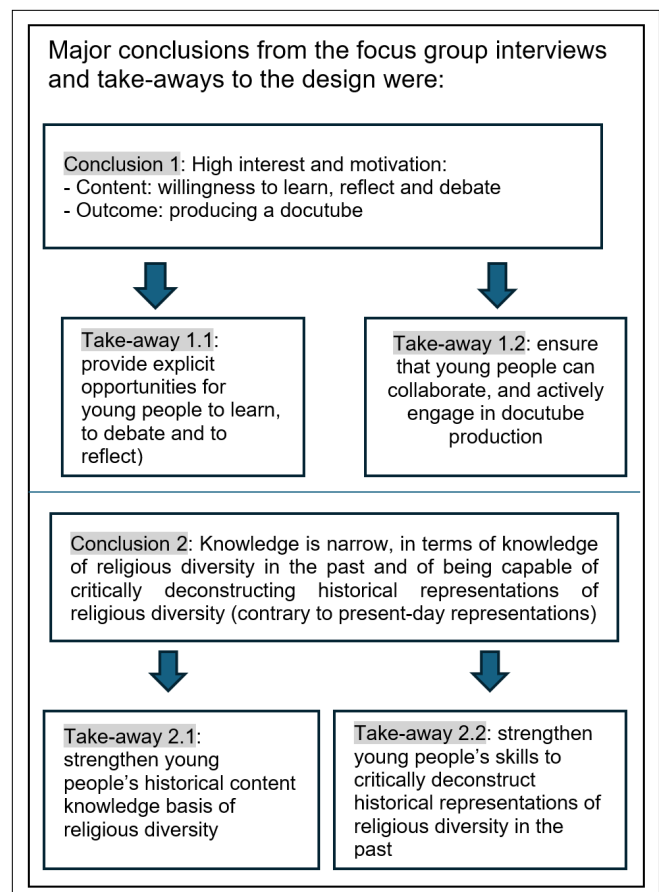 Major conclusions from the focus group interviews
and take-aways to the design were:
Conclusion 1: High interest and motivation:
- Content: willingness to learn, reflect and debate
- Outcome: producing a docutube
Take-away 1.1:
provide explicit
opportunities for
young people to learn,
to debate and to
reflect)
Take-away 1.2: ensure
that young people can
collaborate, and actively
engage in docutube
production
Conclusion 2: Knowledge is narrow, in terms of knowledge
of religious diversity in the past and of being capable of
critically deconstructing historical representations of
religious diversity (contrary to present-day representations)
Take-away 2.1:
strengthen young
people’s historical content
knowledge basis of
religious diversity
Take-away 2.2: strengthen
young people’s skills to
critically deconstruct
historical representations of
religious diversity in the
past